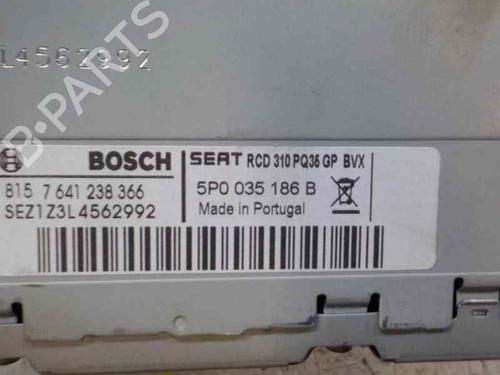 L4562992
B-PARTS
BOSCH
SEAT RCD 310 PQ35 GP BVX
815 7 641 238 366
5P0 035 186 B
SEZ1Z3L4562992
Made in Portugal